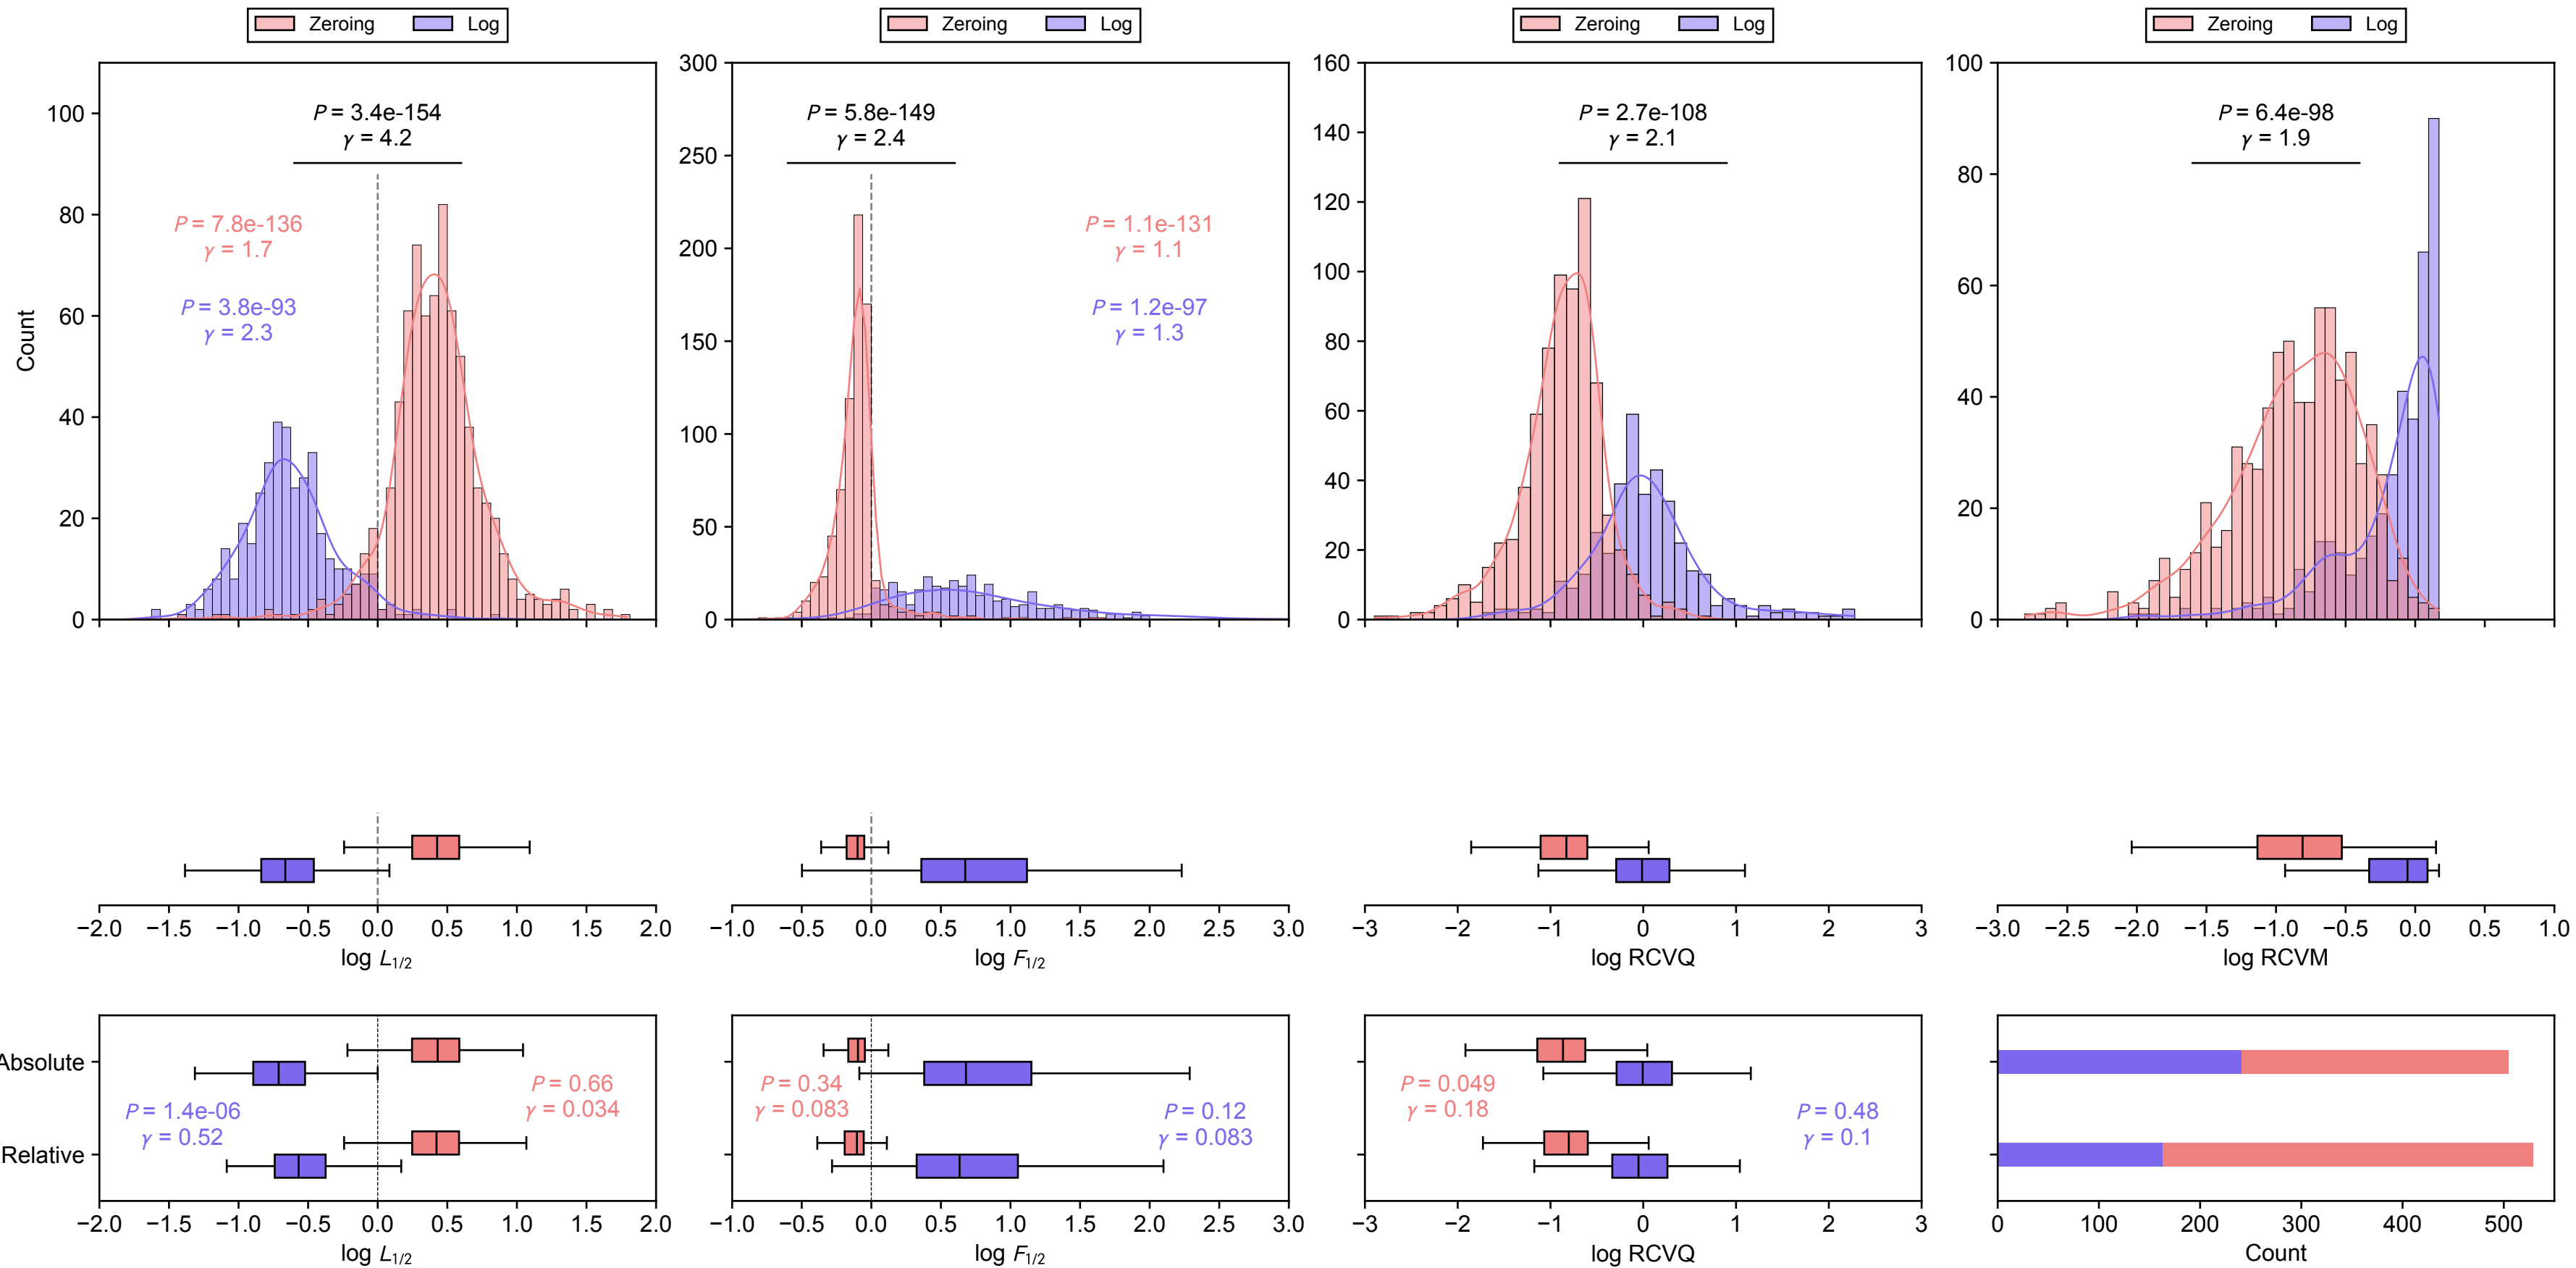 Zeroing Log
Zeroing Log
Zeroing Log
Zeroing Log
Count
100
80
60
40
20
0
P = 3.4e-154
γ = 4.2
P = 7.8e-136
γ = 1.7
P = 3.8e-93
γ = 2.3
300
250
200
150
100
50
0
P = 5.8e-149
γ = 2.4
P = 1.1e-131
γ = 1.1
P = 1.2e-97
γ = 1.3
160
140
120
100
80
60
40
20
0
P = 2.7e-108
γ = 2.1
100
80
60
40
20
0
P = 6.4e-98
γ = 1.9
−2.0 −1.5 −1.0 −0.5 0.0 0.5 1.0 1.5 2.0
log L1/2
−1.0 −0.5 0.0 0.5 1.0 1.5 2.0 2.5 3.0
log F1/2
−3 −2 −1 0 1 2 3
log RCVQ
−3.0 −2.5 −2.0 −1.5 −1.0 −0.5 0.0 0.5 1.0
log RCVM
Absolute
Relative
P = 1.4e-06
γ = 0.52
P = 0.66
γ = 0.034
−2.0 −1.5 −1.0 −0.5 0.0 0.5 1.0 1.5 2.0
log L1/2
P = 0.34
γ = 0.083
P = 0.12
γ = 0.083
−1.0 −0.5 0.0 0.5 1.0 1.5 2.0 2.5 3.0
log F1/2
P = 0.049
γ = 0.18
P = 0.48
γ = 0.1
−3 −2 −1 0 1 2 3
log RCVQ
0 100 200 300 400 500
Count